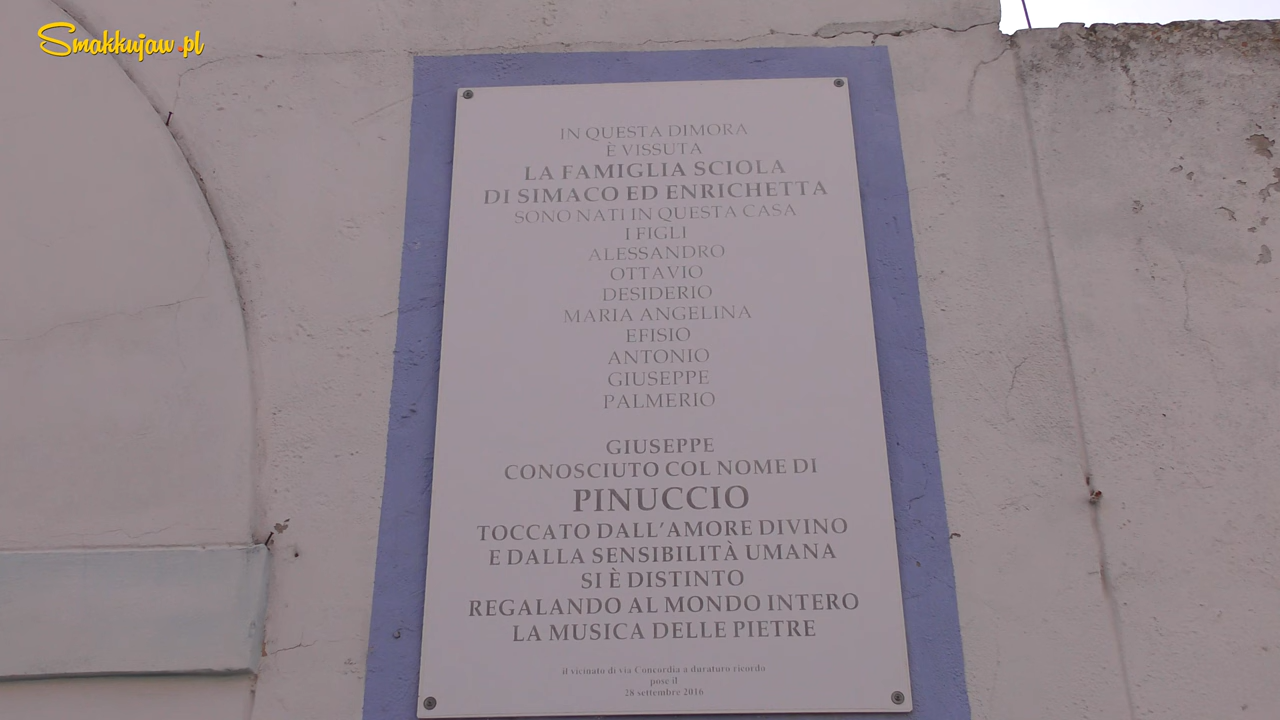 Smakkujaw.pl
IN QUESTA DIMORA
È VISSUTA
LA FAMIGLIA SCIOLA
DI SIMACO ED ENRICHETTA
SONO NATI IN QUESTA CASA
I FIGLI
ALESSANDRO
OTTAVIO
DESIDERIO
MARIA ANGELINA
EFISIO
ANTONIO
GIUSEPPE
PALMERIO
GIUSEPPE
CONOSCIUTO COL NOME DI
PINUCCIO
TOCCATO DALL'AMORE DIVINO
E DALLA SENSIBILITÀ UMANA
SI È DISTINTO
REGALANDO AL MONDO INTERO
LA MUSICA DELLE PIETRE
il vicinato di via Concordia a duraturo ricordo
pose il
28 settembre 2016